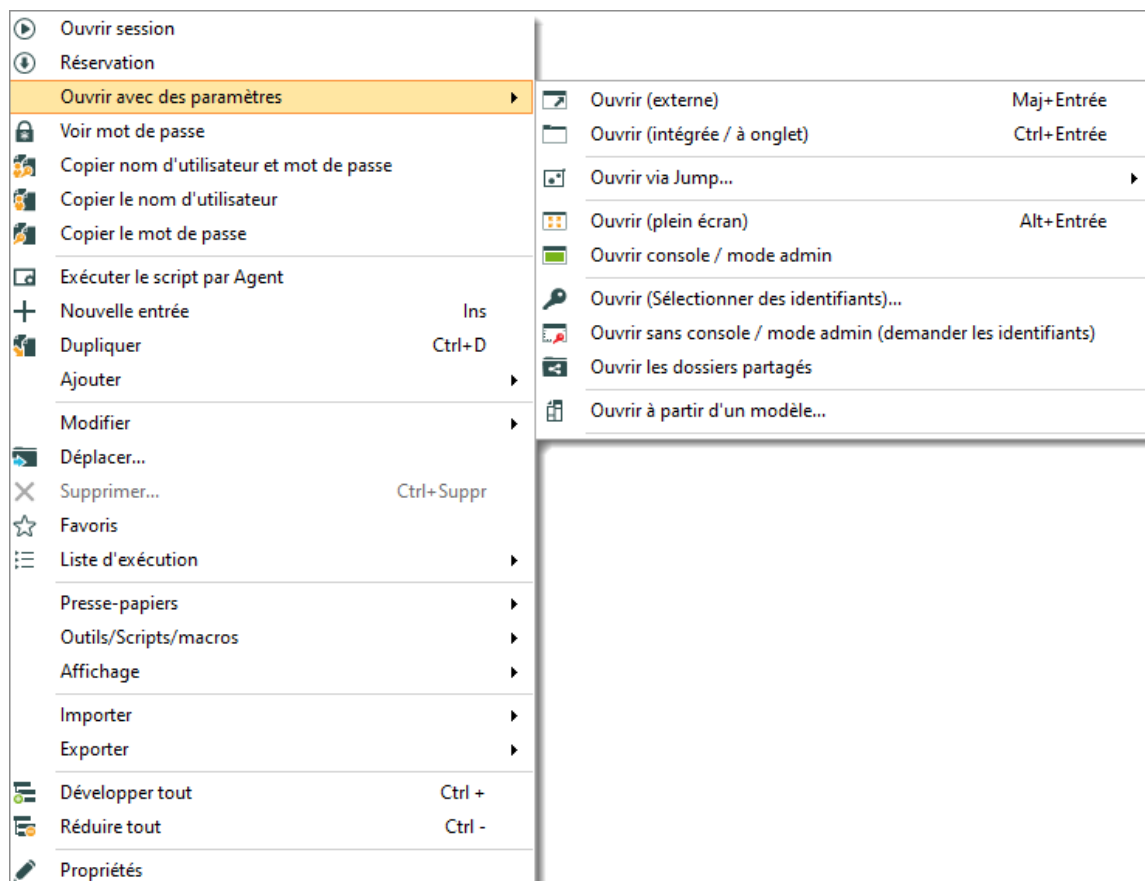 Ouvrir session
Réservation
Ouvrir avec des paramètres
Voir mot de passe
Copier nom d'utilisateur et mot de passe
Copier le nom d'utilisateur
Copier le mot de passe
Exécuter le script par Agent
Nouvelle entrée Ins
Dupliquer Ctrl+D
Ajouter
Modifier
Déplacer...
Supprimer... Ctrl+Suppr
Favoris
Liste d'exécution
Presse-papiers
Outils/Scripts/macros
Affichage
Importer
Exporter
Développer tout Ctrl +
Réduire tout Ctrl -
Propriétés
Ouvrir (externe) Maj+Entrée
Ouvrir (intégrée / à onglet) Ctrl+Entrée
Ouvrir via Jump...
Ouvrir (plein écran) Alt+Entrée
Ouvrir console / mode admin
Ouvrir (Sélectionner des identifiants)...
Ouvrir sans console / mode admin (demander les identifiants)
Ouvrir les dossiers partagés
Ouvrir à partir d'un modèle...